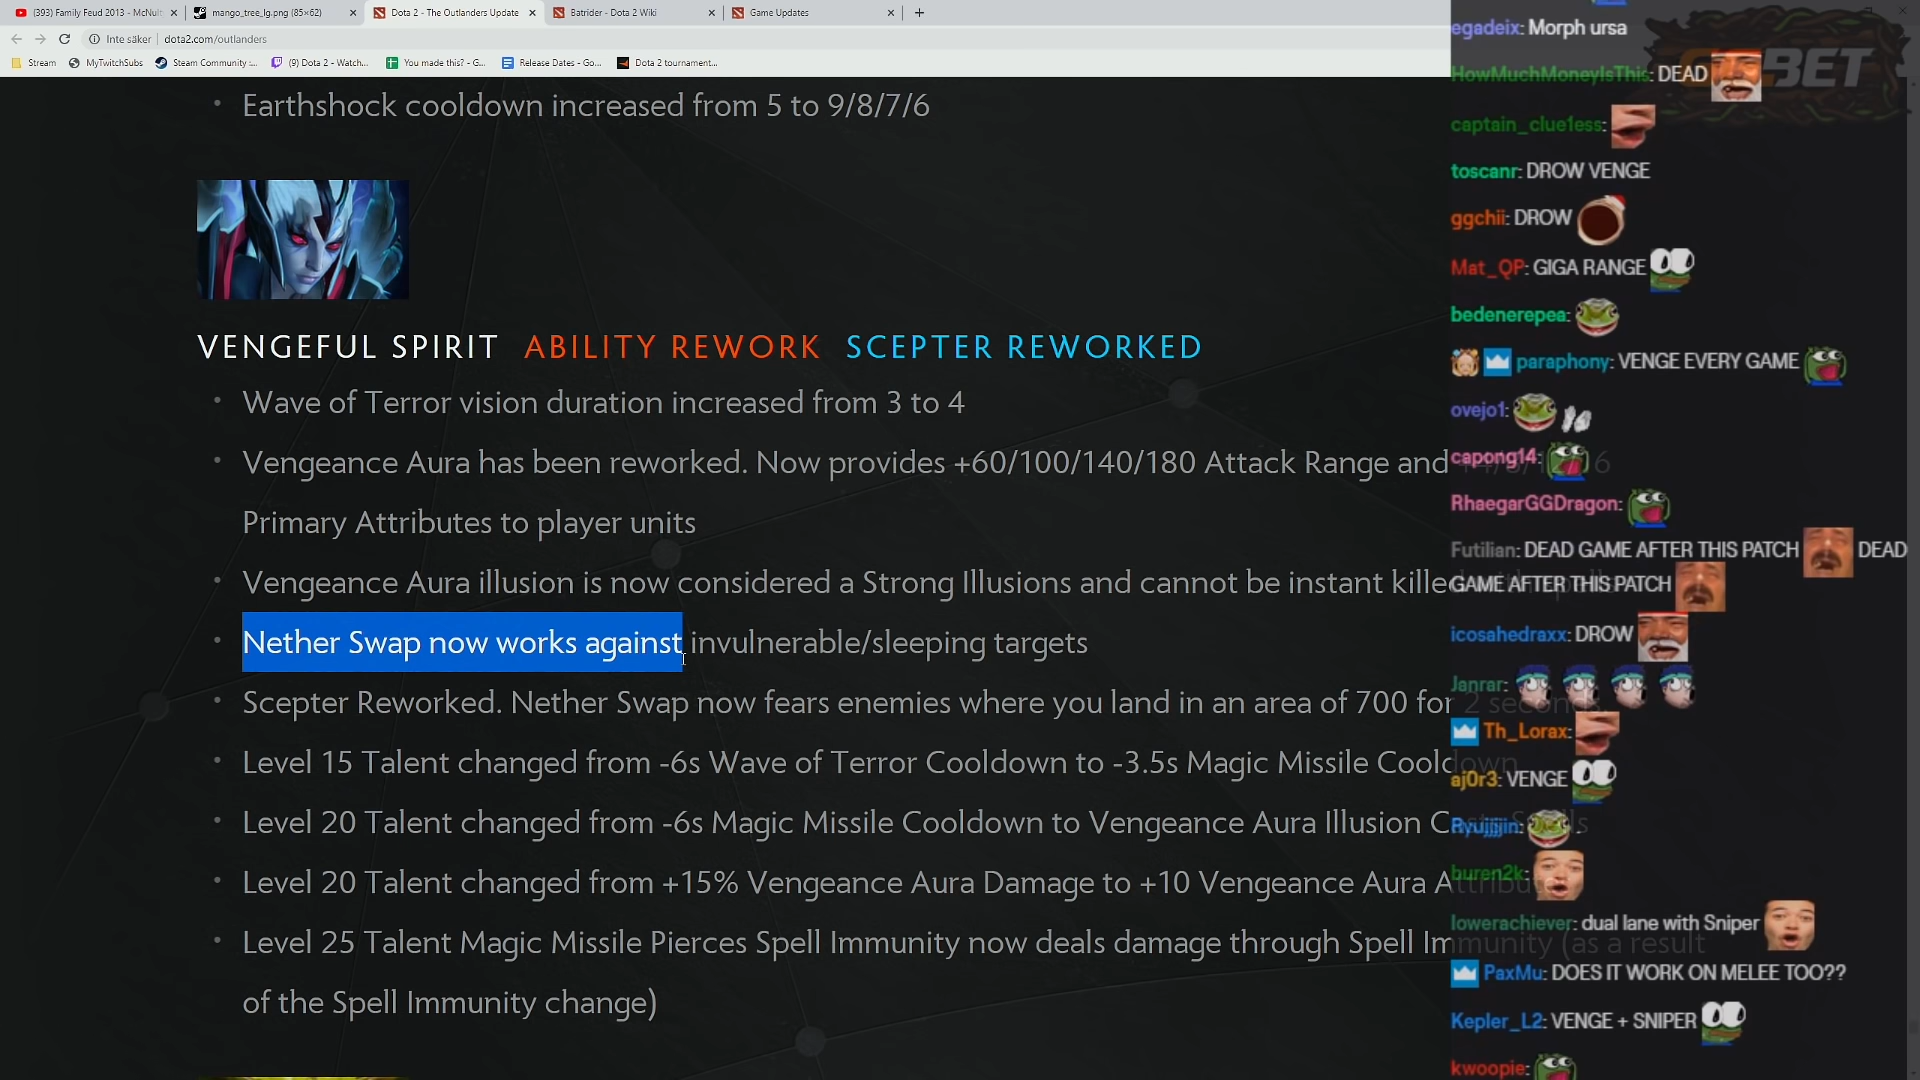 (393) Family Feud 2013 - McNul
mango_tree_lg.png (85×62)
Dota 2 - The Outlanders Update
Batrider - Dota 2 Wiki
Game Updates
Inte säker
dota2.com/outlanders
Stream
MyTwitchSubs
Steam Community :...
(9) Dota 2 - Watch...
You made this? - G...
Release Dates - Go...
Dota 2 tournament...
• Earthshock cooldown increased from 5 to 9/8/7/6
VENGEFUL SPIRIT ABILITY REWORK SCEPTER REWORKED
• Wave of Terror vision duration increased from 3 to 4
• Vengeance Aura has been reworked. Now provides +60/100/140/180 Attack Range and
Primary Attributes to player units
• Vengeance Aura illusion is now considered a Strong Illusions and cannot be instant killed
• Nether Swap now works against invulnerable/sleeping targets
• Scepter Reworked. Nether Swap now fears enemies where you land in an area of 700 for 2 seconds.
• Level 15 Talent changed from -6s Wave of Terror Cooldown to -3.5s Magic Missile Cooldown
• Level 20 Talent changed from -6s Magic Missile Cooldown to Vengeance Aura Illusion
• Level 20 Talent changed from +15% Vengeance Aura Damage to +10 Vengeance Aura
• Level 25 Talent Magic Missile Pierces Spell Immunity now deals damage through Spell Immunity (as a result
of the Spell Immunity change)
BET
egadeix: Morph ursa
HowMuchMoneyIsThis: DEAD
captain_clue1ess:
toscanr: DROW VENGE
ggchii: DROW
Mat_QP: GIGA RANGE
bedenerepea:
paraphony: VENGE EVERY GAME
ovejo1:
capong14:
RhaegarGGDragon:
Futilian: DEAD GAME AFTER THIS PATCH DEAD
GAME AFTER THIS PATCH
icosahedraxx: DROW
Janrar:
Th_Lorax:
aj0r3: VENGE
buren2k:
lowerachiever: dual lane with Sniper
PaxMu: DOES IT WORK ON MELEE TOO??
Kepler_L2: VENGE + SNIPER
kwoopie: